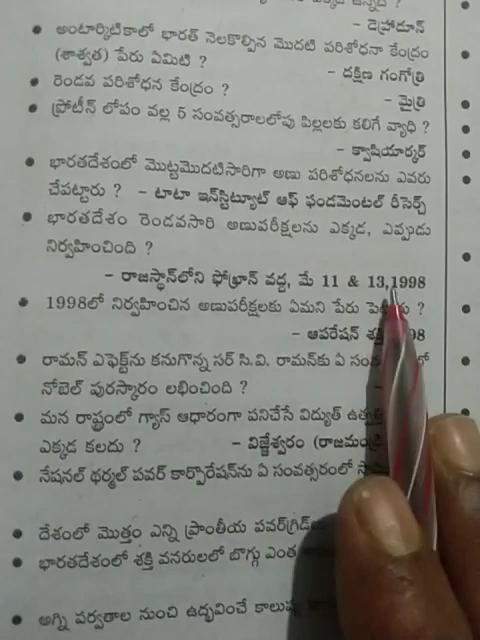 - డెహ్రాడూన్
• అంటార్కిటికాలో భారత్ నెలకొల్పిన మొదటి పరిశోధనా కేంద్రం
(శాశ్వత) పేరు ఏమిటి ? - దక్షిణ గంగోత్రి
• రెండవ పరిశోధన కేంద్రం ? - మైత్రి
• ప్రోటీన్ లోపం వల్ల 5 సంవత్సరాలలోపు పిల్లలకు కలిగే వ్యాధి ?
- క్వాషియార్కర్
• భారతదేశంలో మొట్టమొదటిసారిగా అణు పరిశోధనలను ఎవరు
చేపట్టారు ? - టాటా ఇన్‌స్టిట్యూట్ ఆఫ్ ఫండమెంటల్ రీసెర్చ్
• భారతదేశం రెండవసారి అణుపరీక్షలను ఎక్కడ, ఎప్పుడు
నిర్వహించింది ?
- రాజస్థాన్‌లోని ఫోఖ్రాన్ వద్ద, మే 11 & 13,1998
• 1998లో నిర్వహించిన అణుపరీక్షలకు ఏమని పేరు ?
- ఆపరేషన్
• రామన్ ఎఫెక్ట్‌ను కనుగొన్న సర్ సి.వి. రామన్‌కు ఏ
నోబెల్ పురస్కారం లభించింది ?
• మన రాష్ట్రంలో గ్యాస్ ఆధారంగా పనిచేసే విద్యుత్
ఎక్కడ కలదు ? - విజ్జేశ్వరం
• నేషనల్ థర్మల్ పవర్ కార్పొరేషన్‌ను ఏ సంవత్సరంలో
• దేశంలో మొత్తం ఎన్ని ప్రాంతీయ
• భారతదేశంలో శక్తి వనరులలో బొగ్గు ఎంత
• అగ్ని పర్వతాల నుంచి ఉద్భవించే